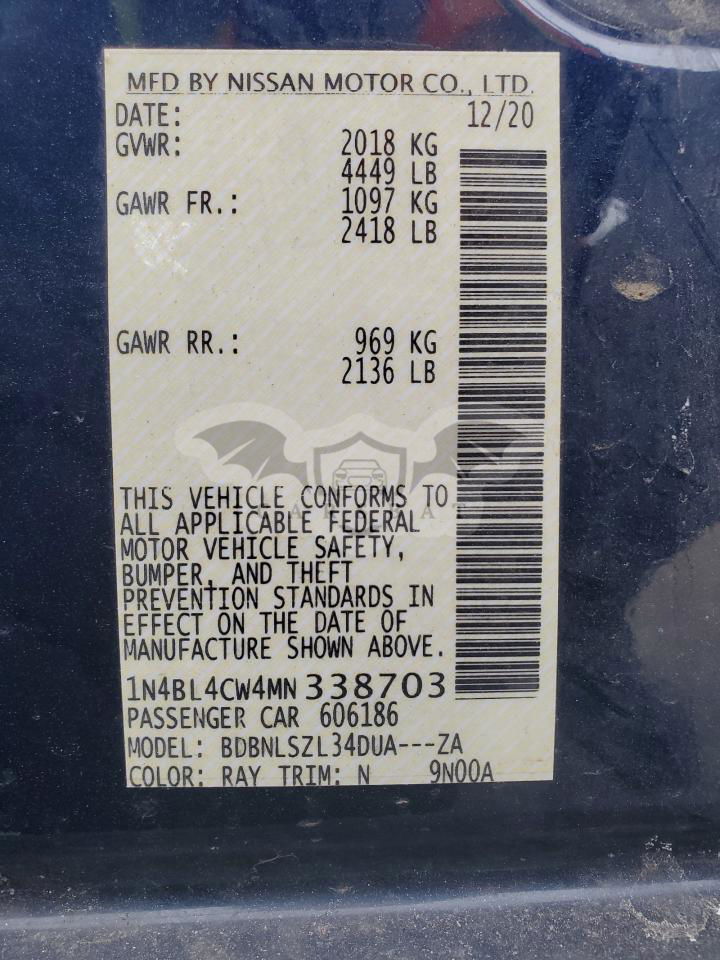 MFD BY NISSAN MOTOR CO., LTD.
DATE: 12/20
GVWR: 2018 KG
4449 LB
GAWR FR.: 1097 KG
2418 LB
GAWR RR.: 969 KG
2136 LB
THIS VEHICLE CONFORMS TO
ALL APPLICABLE FEDERAL
MOTOR VEHICLE SAFETY,
BUMPER, AND THEFT
PREVENTION STANDARDS IN
EFFECT ON THE DATE OF
MANUFACTURE SHOWN ABOVE.
1N4BL4CW4MN338703
PASSENGER CAR 606186
MODEL: BDBNLSZL34DUA---ZA
COLOR: RAY TRIM: N 9N00A